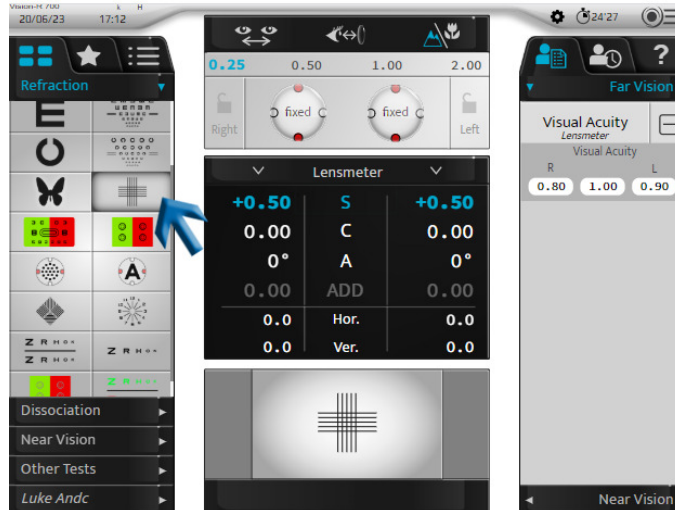 Vision-R 700 L H
20/06/23 17:12
24'27
Refraction
Z R H O N
Z R H O N
Z R H O N
A
Dissociation
Near Vision
Other Tests
Luke Andc
0.25 0.50 1.00 2.00
Right fixed fixed Left
Lensmeter
+0.50 S +0.50
0.00 C 0.00
0° A 0°
0.00 ADD 0.00
0.0 Hor. 0.0
0.0 Ver. 0.0
?
Far Vision
Visual Acuity
Lensmeter
Visual Acuity
R L
0.80 1.00 0.90
Near Vision